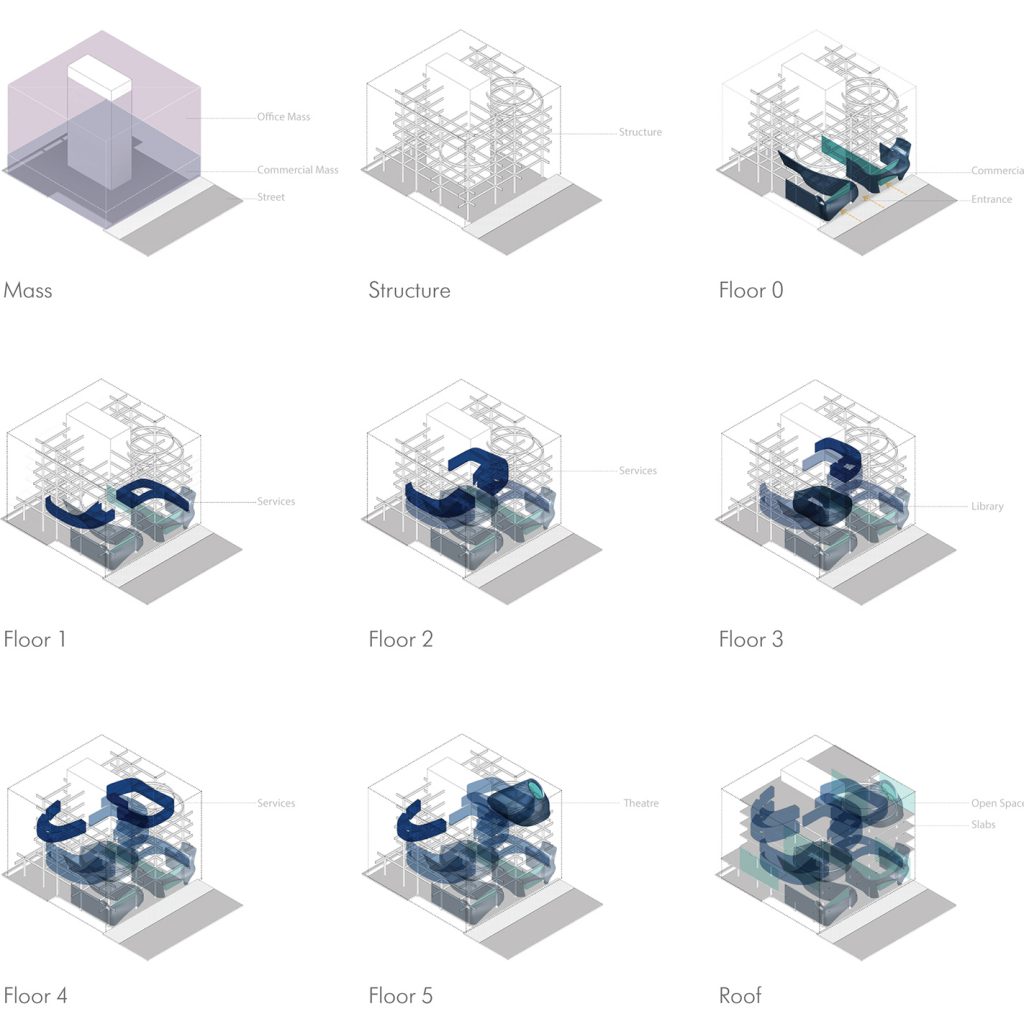 Office Mass
Commercial Mass
Street
Mass
Structure
Structure
Commercia
Entrance
Floor 0
Services
Floor 1
Services
Floor 2
Library
Floor 3
Services
Floor 4
Theatre
Floor 5
Open Space
Slabs
Roof